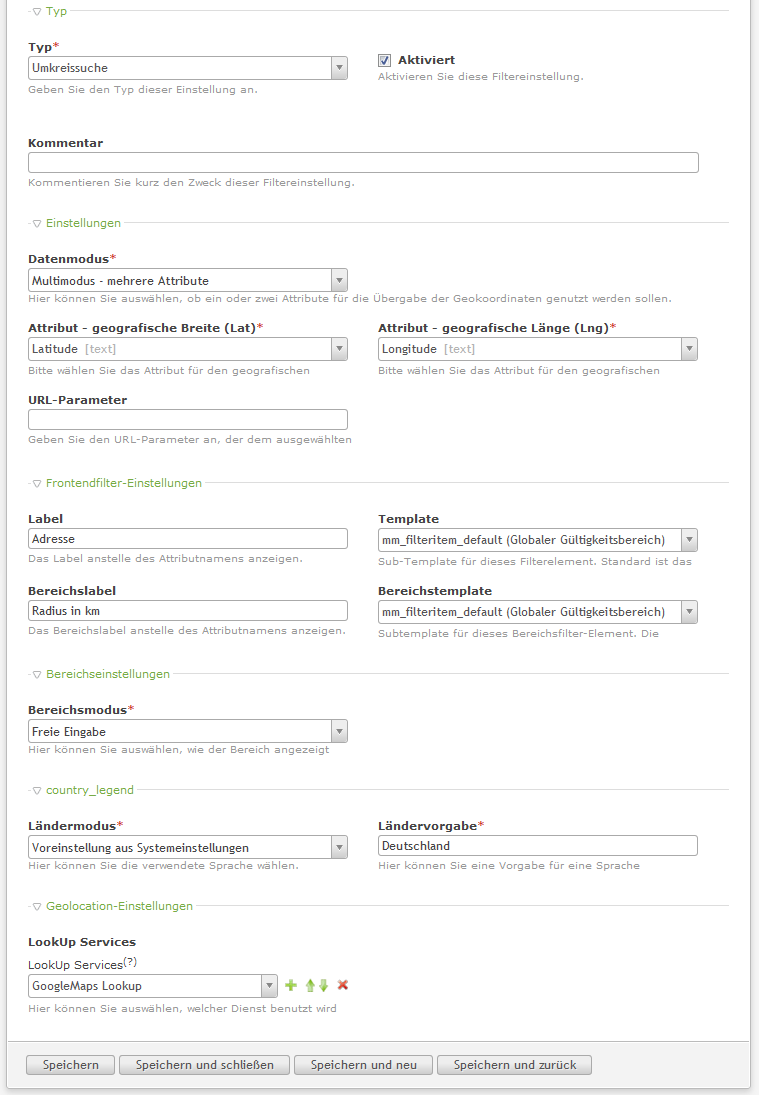 Typ
Typ*
Umkreissuche
Geben Sie den Typ dieser Einstellung an.
Aktiviert
Aktivieren Sie diese Filtereinstellung.
Kommentar
Kommentieren Sie kurz den Zweck dieser Filtereinstellung.
Einstellungen
Datenmodus*
Multimodus - mehrere Attribute
Hier können Sie auswählen, ob ein oder zwei Attribute für die Übergabe der Geokoordinaten genutzt werden sollen.
Attribut - geografische Breite (Lat)*
Latitude [text]
Bitte wählen Sie das Attribut für den geografischen
Attribut - geografische Länge (Lng)*
Longitude [text]
Bitte wählen Sie das Attribut für den geografischen
URL-Parameter
Geben Sie den URL-Parameter an, der dem ausgewählten
Frontendfilter-Einstellungen
Label
Adresse
Das Label anstelle des Attributnamens anzeigen.
Template
mm_filteritem_default (Globaler Gültigkeitsbereich)
Sub-Template für dieses Filterelement. Standard ist das
Bereichslabel
Radius in km
Das Bereichslabel anstelle des Attributnamens anzeigen.
Bereichstemplate
mm_filteritem_default (Globaler Gültigkeitsbereich)
Subtemplate für dieses Bereichsfilter-Element. Die
Bereichseinstellungen
Bereichsmodus*
Freie Eingabe
Hier können Sie auswählen, wie der Bereich angezeigt
country_legend
Ländermodus*
Voreinstellung aus Systemeinstellungen
Hier können Sie die verwendete Sprache wählen.
Ländervorgabe*
Deutschland
Hier können Sie eine Vorgabe für eine Sprache
Geolocation-Einstellungen
LookUp Services
LookUp Services(?)
GoogleMaps Lookup
Hier können Sie auswählen, welcher Dienst benutzt wird
Speichern
Speichern und schließen
Speichern und neu
Speichern und zurück